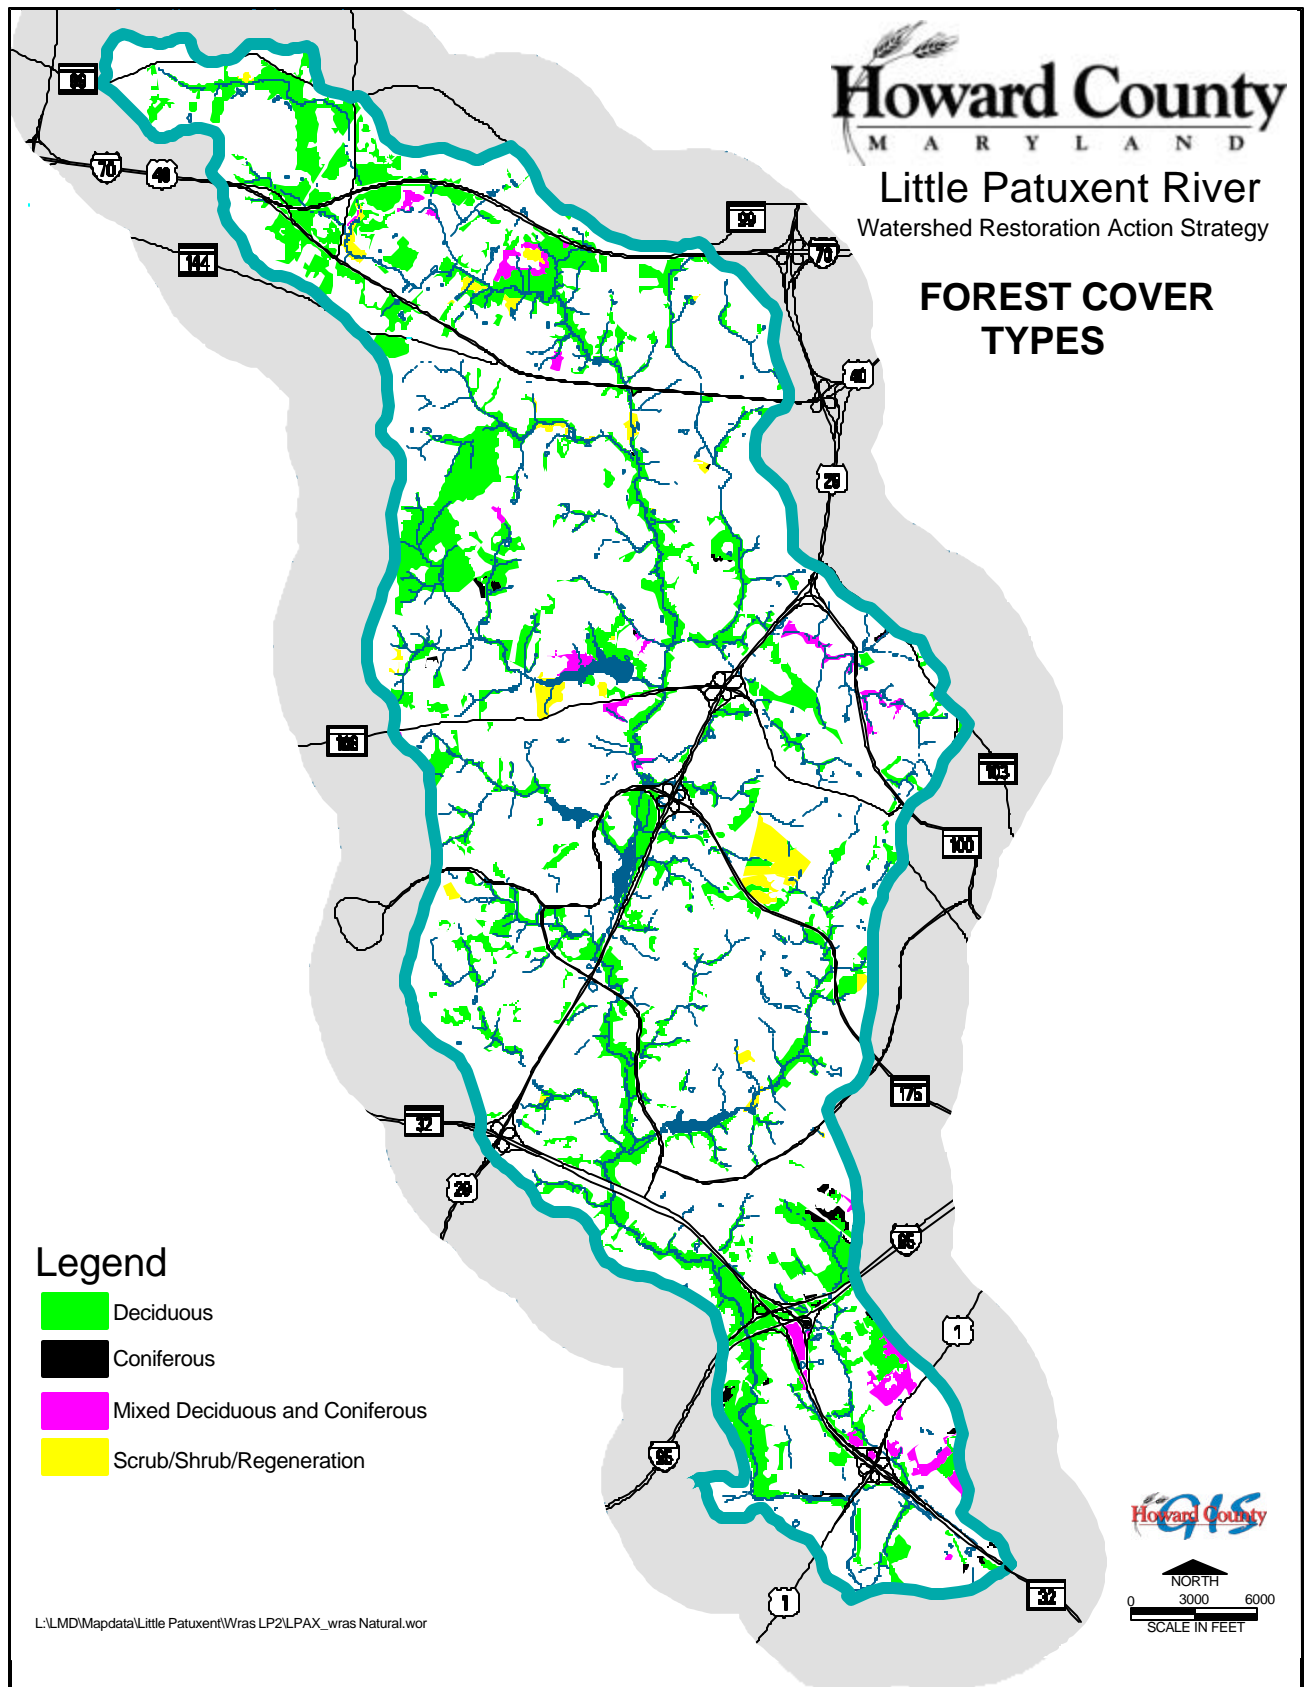 Howard County
MARYLAND
Little Patuxent River
Watershed Restoration Action Strategy
FOREST COVER
TYPES
99
70
40
144
99
70
40
29
108
103
100
175
32
29
95
1
95
1
32
Legend
Deciduous
Coniferous
Mixed Deciduous and Coniferous
Scrub/Shrub/Regeneration
Howard County
GIS
NORTH
0 3000 6000
SCALE IN FEET
L:\LMD\Mapdata\Little Patuxent\Wras LP2\LPAX_wras Natural.wor